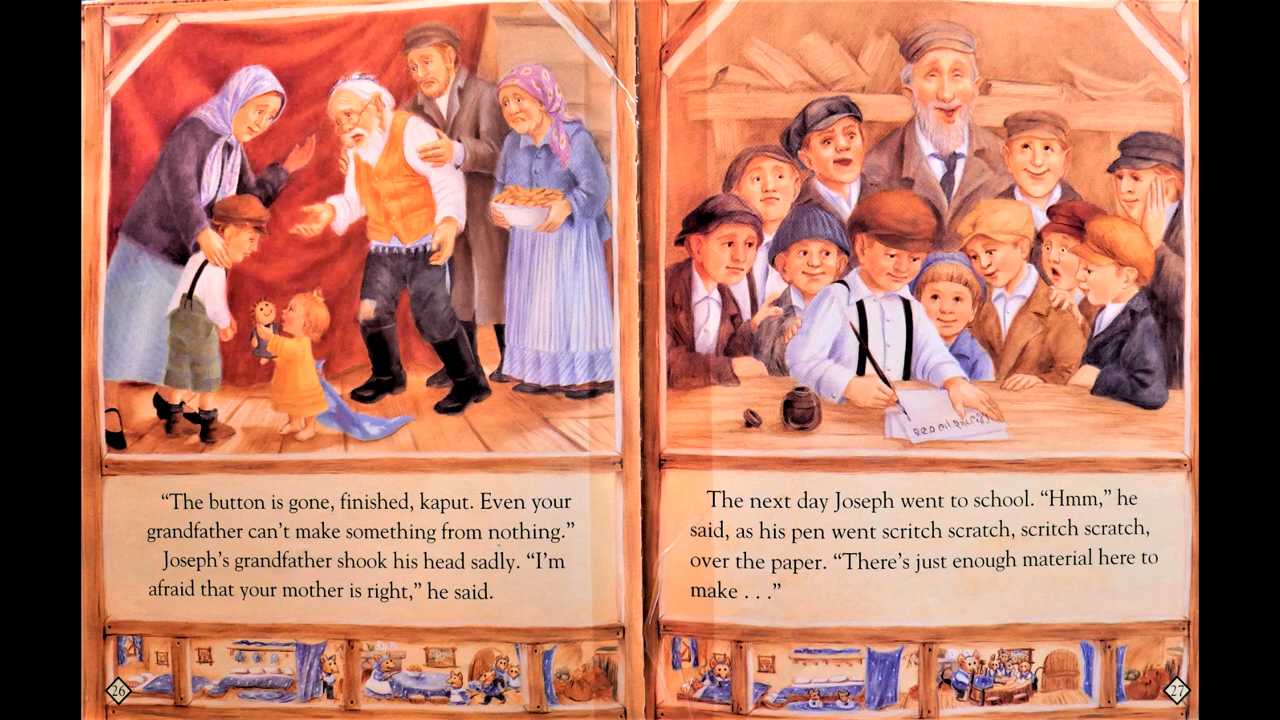 “The button is gone, finished, kaput. Even your
grandfather can’t make something from nothing.”
Joseph’s grandfather shook his head sadly. “I’m
afraid that your mother is right,” he said.
26
The next day Joseph went to school. “Hmm,” he
said, as his pen went scritch scratch, scritch scratch,
over the paper. “There’s just enough material here to
make . . .”
27